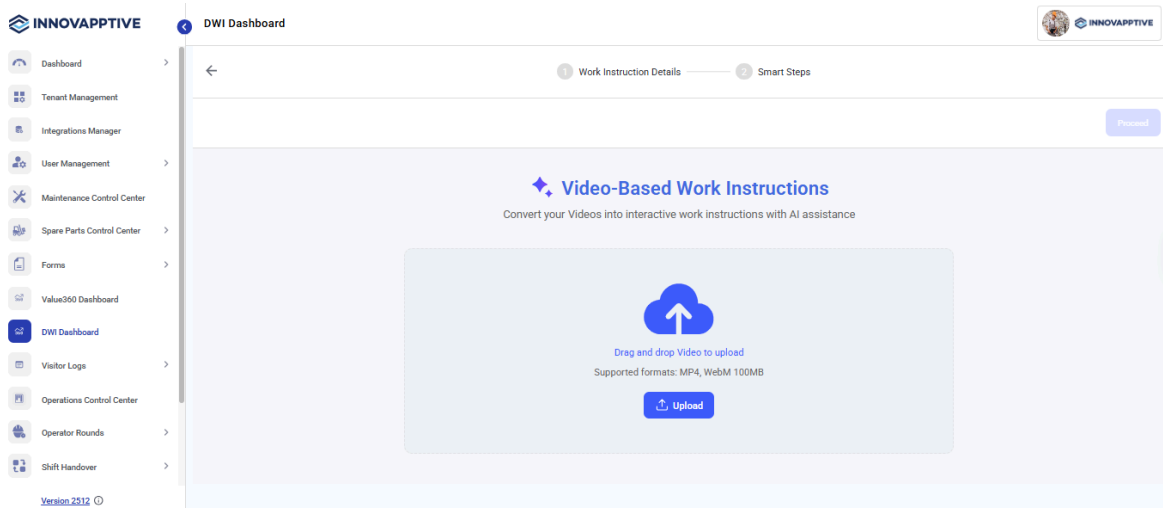 INNOVAPPTIVE
DWI Dashboard
INNOVAPPTIVE
Dashboard
Tenant Management
Integrations Manager
User Management
Maintenance Control Center
Spare Parts Control Center
Forms
Value360 Dashboard
DWI Dashboard
Visitor Logs
Operations Control Center
Operator Rounds
Shift Handover
Version 2512
1 Work Instruction Details
2 Smart Steps
Proceed
Video-Based Work Instructions
Convert your Videos into interactive work instructions with AI assistance
Drag and drop Video to upload
Supported formats: MP4, WebM 100MB
Upload